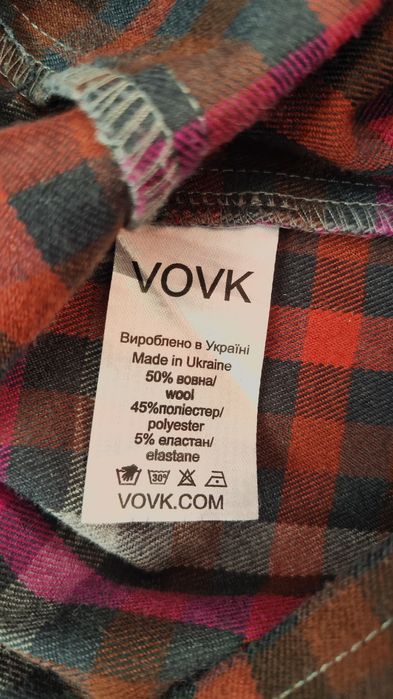 VOVK
Вироблено в Україні
Made in Ukraine
50% вовна/
wool
45%поліестер/
polyester
5% еластан/
elastane
30°
VOVK.COM